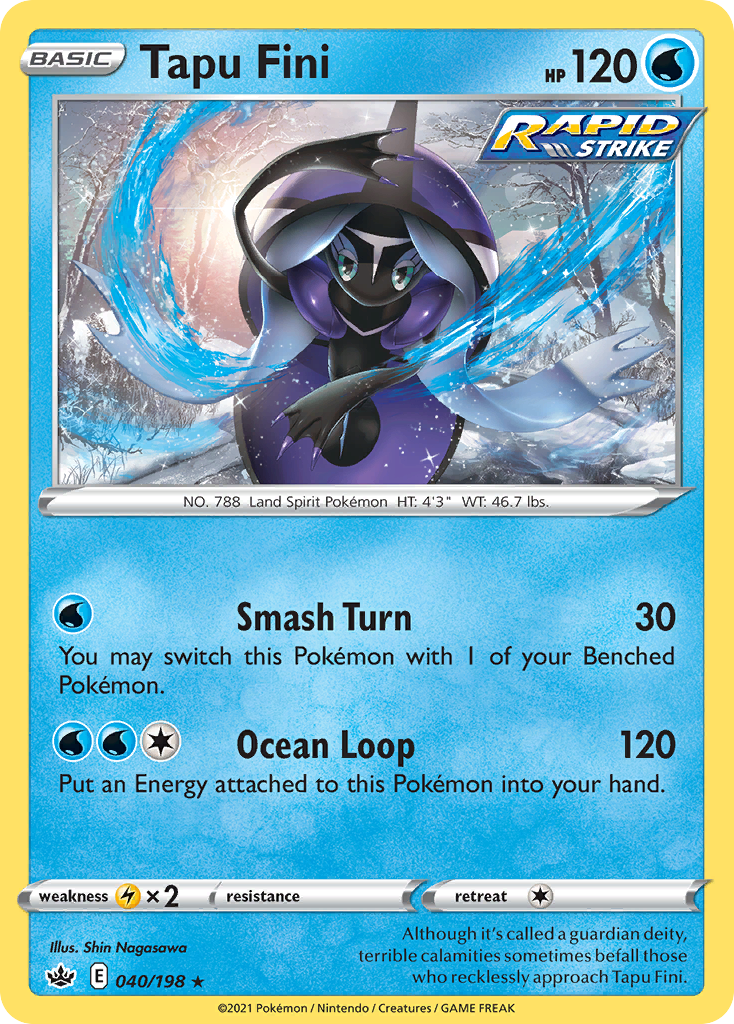 BASIC Tapu Fini HP 120
RAPID
STRIKE
NO. 788 Land Spirit Pokémon HT: 4'3" WT: 46.7 lbs.
Smash Turn 30
You may switch this Pokémon with 1 of your Benched
Pokémon.
Ocean Loop 120
Put an Energy attached to this Pokémon into your hand.
weakness ×2 resistance retreat
Illus. Shin Nagasawa
Although it's called a guardian deity,
terrible calamities sometimes befall those
who recklessly approach Tapu Fini.
E 040/198 ★
©2021 Pokémon / Nintendo / Creatures / GAME FREAK